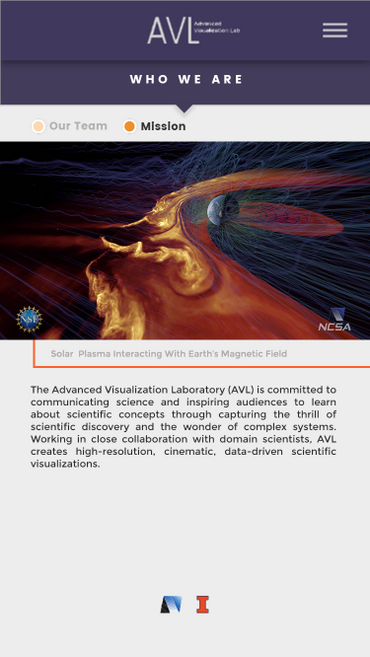 AVL Advanced
Visualization Lab
WHO WE ARE
Our Team Mission
NSF
NCSA
Solar Plasma Interacting With Earth's Magnetic Field
The Advanced Visualization Laboratory (AVL) is committed to
communicating science and inspiring audiences to learn
about scientific concepts through capturing the thrill of
scientific discovery and the wonder of complex systems.
Working in close collaboration with domain scientists, AVL
creates high-resolution, cinematic, data-driven scientific
visualizations.
I